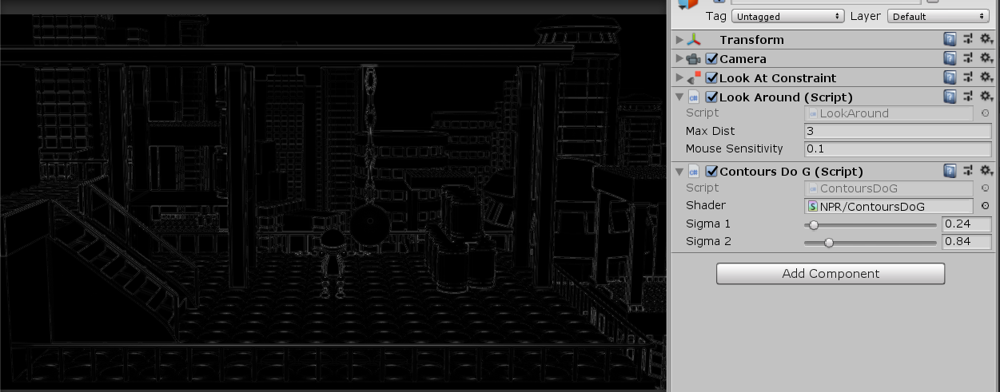 Tag Untagged Layer Default
Transform
Camera
Look At Constraint
c# Look Around (Script)
Script LookAround
Max Dist 3
Mouse Sensitivity 0.1
c# Contours Do G (Script)
Script ContoursDoG
Shader S NPR/ContoursDoG
Sigma 1 0.24
Sigma 2 0.84
Add Component